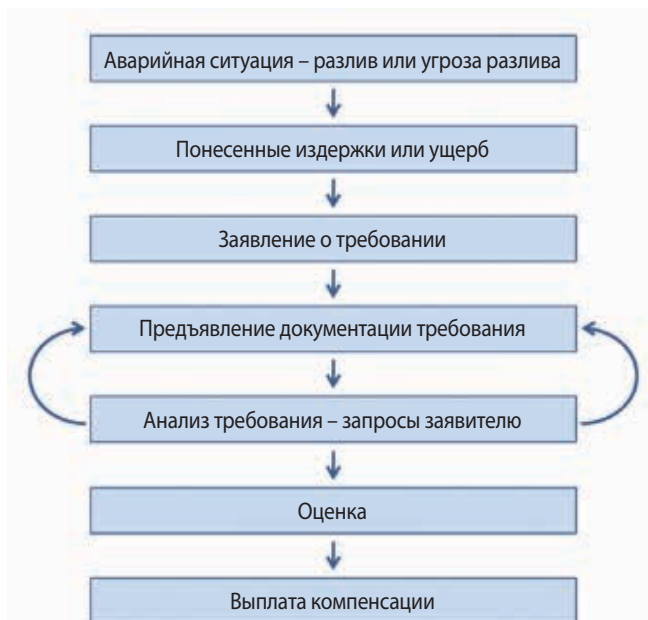 Аварийная ситуация – разлив или угроза разлива
Понесенные издержки или ущерб
Заявление о требовании
Предъявление документации требования
Анализ требования – запросы заявителю
Оценка
Выплата компенсации